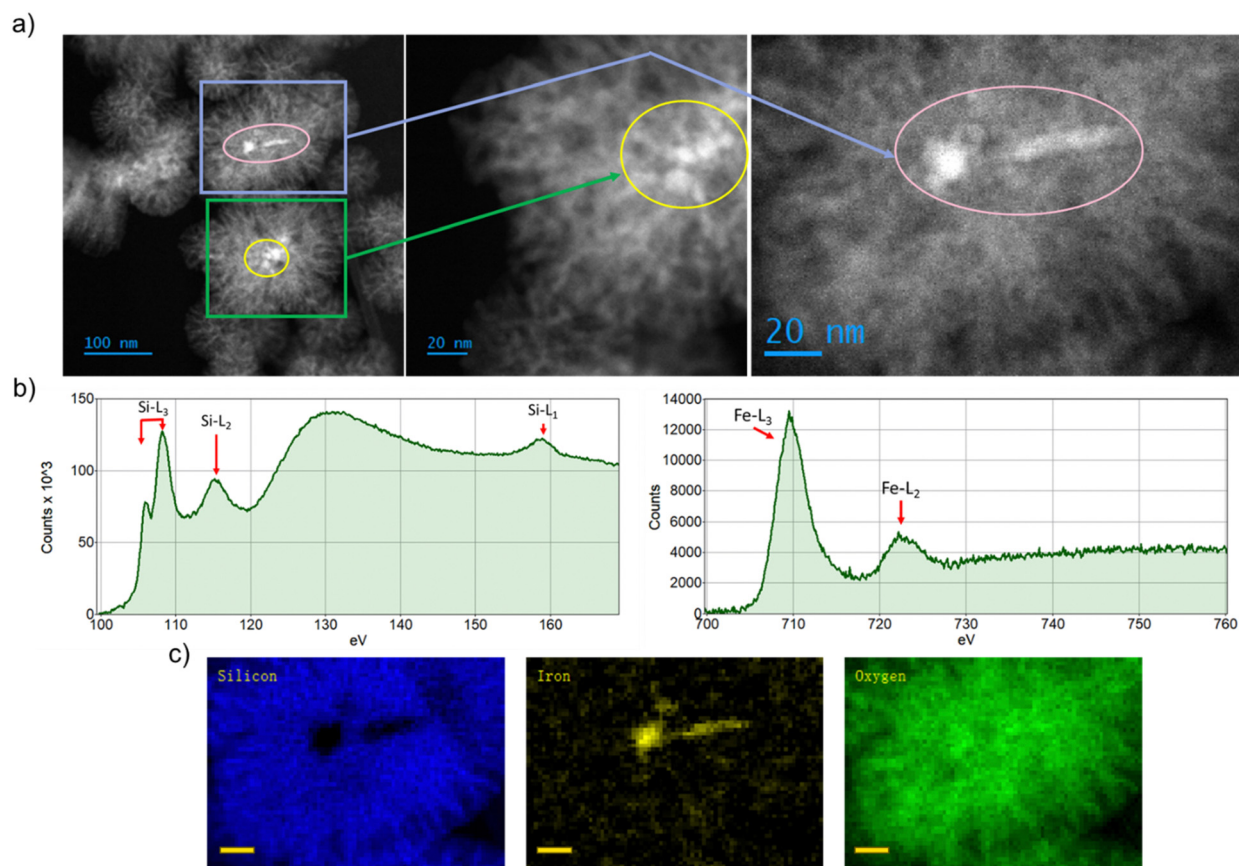 a)
100 nm
20 nm
20 nm
b)
150
100
50
0
Counts x 10^3
100
110
120
130
140
150
160
eV
Si-L₃
Si-L₂
Si-L₁
14000
12000
10000
8000
6000
4000
2000
0
Counts
700
710
720
730
740
750
760
eV
Fe-L₃
Fe-L₂
c)
Silicon
Iron
Oxygen